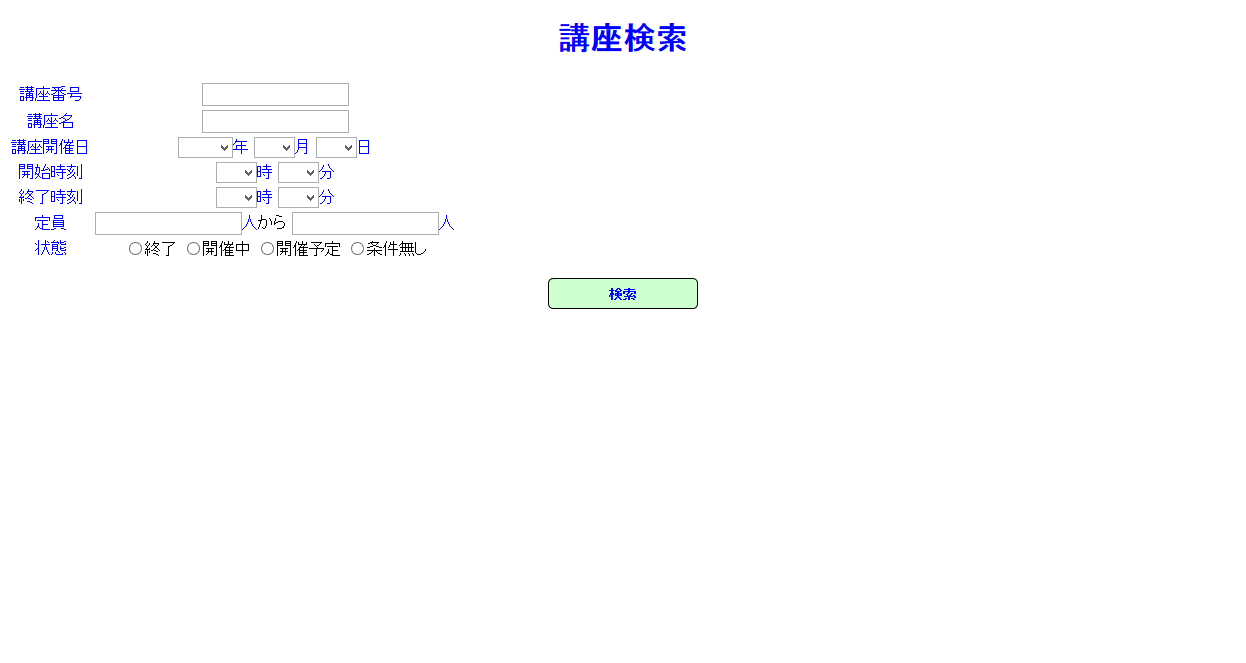 講座検索
講座番号
講座名
講座開催日 年 月 日
開始時刻 時 分
終了時刻 時 分
定員 人から 人
状態 終了 開催中 開催予定 条件無し
検索